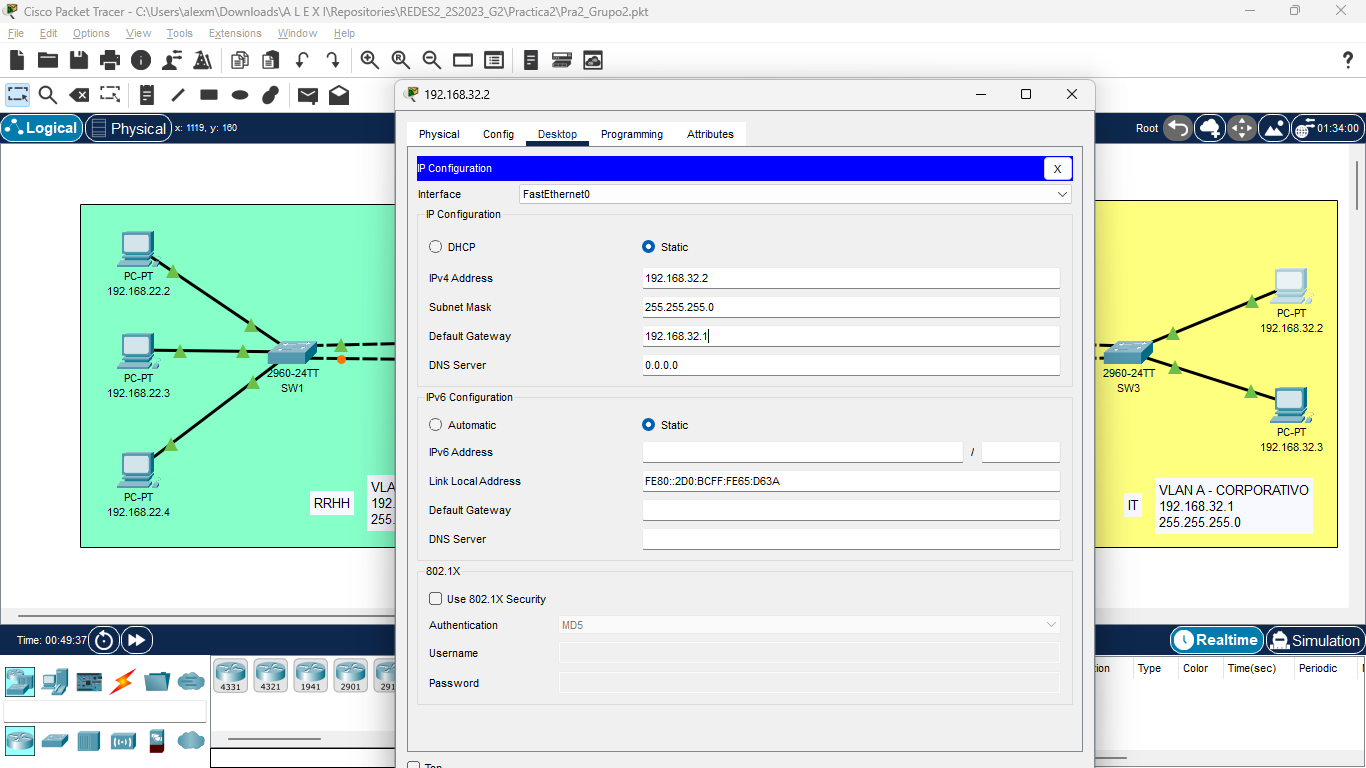 Cisco Packet Tracer - C:\Users\alexm\Downloads\A L E X I\Repositories\REDES2_2S2023_G2\Practica2\Pra2_Grupo2.pkt
File Edit Options View Tools Extensions Window Help
?
Logical
Physical
x: 1119, y: 160
Root
01:34:00
192.168.32.2
Physical Config Desktop Programming Attributes
IP Configuration
X
Interface
FastEthernet0
IP Configuration
DHCP
Static
IPv4 Address
192.168.32.2
Subnet Mask
255.255.255.0
Default Gateway
192.168.32.1
DNS Server
0.0.0.0
IPv6 Configuration
Automatic
Static
IPv6 Address
/
Link Local Address
FE80::2D0:BCFF:FE65:D63A
Default Gateway
DNS Server
802.1X
Use 802.1X Security
Authentication
MD5
Username
Password
Top
PC-PT
192.168.22.2
PC-PT
192.168.22.3
PC-PT
192.168.22.4
2960-24TT
SW1
RRHH
VLA
192.
255.
PC-PT
192.168.32.2
2960-24TT
SW3
PC-PT
192.168.32.3
IT
VLAN A - CORPORATIVO
192.168.32.1
255.255.255.0
Time: 00:49:37
Realtime
Simulation
4331 4321 1941 2901 291
ion Type Color Time(sec) Periodic